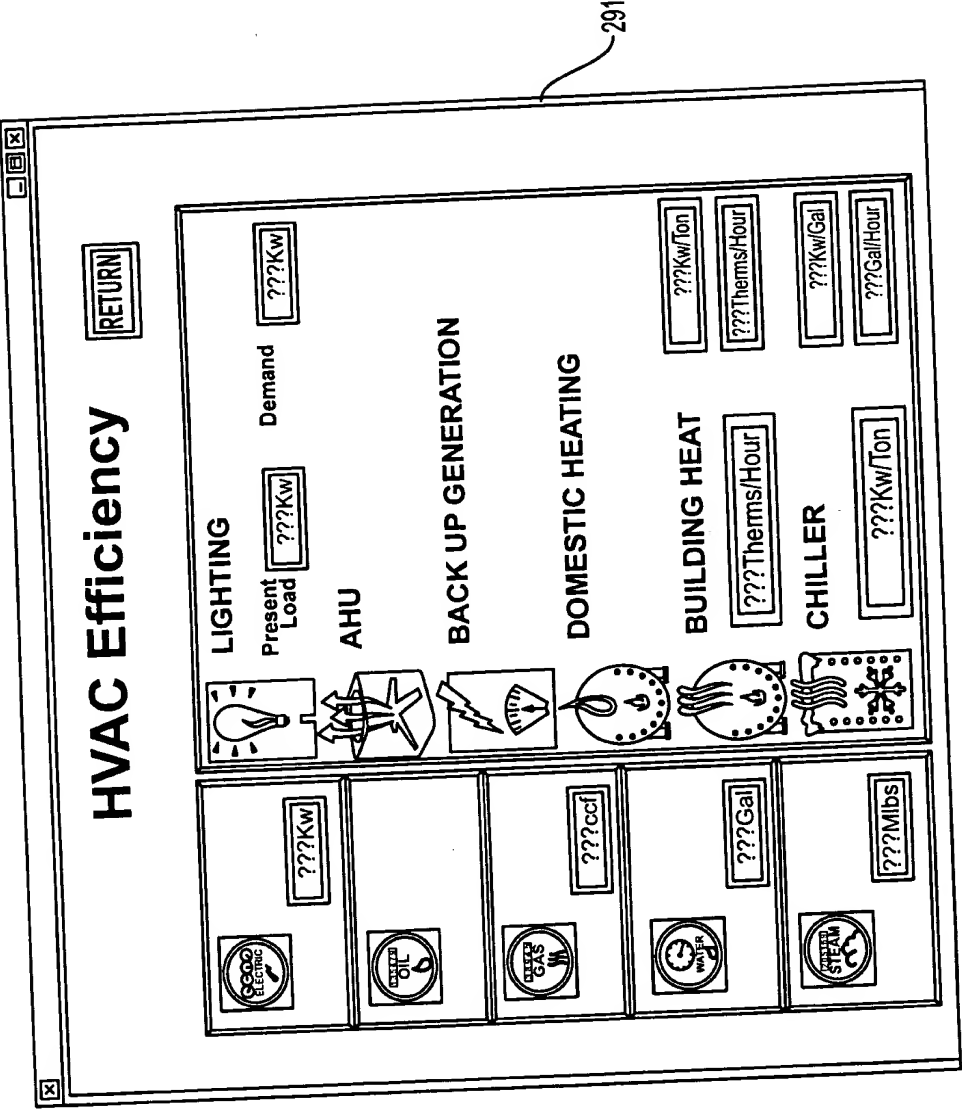 HVAC Efficiency
RETURN
ELECTRIC
???Kw
OIL
GAS
???ccf
WATER
???Gal
STEAM
???Mlbs
LIGHTING
Present Load
???Kw
Demand
???Kw
AHU
BACK UP GENERATION
DOMESTIC HEATING
BUILDING HEAT
???Therms/Hour
???Kw/Ton
???Therms/Hour
CHILLER
???Kw/Ton
???Kw/Gal
???Gal/Hour
291